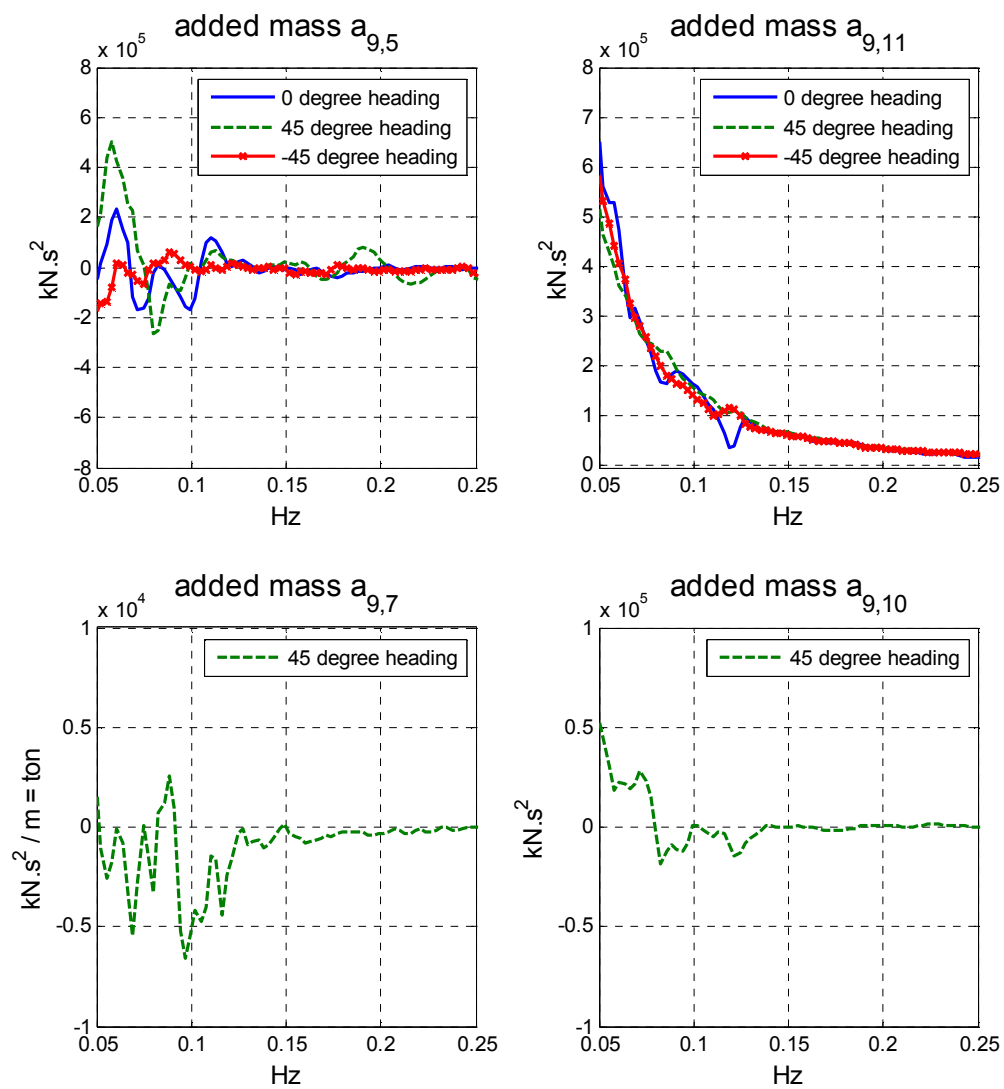 added mass a9,5
x 10^5
8
6
4
2
0
-2
-4
-6
-8
kN.s^2
0.05 0.1 0.15 0.2 0.25
Hz
0 degree heading
45 degree heading
-45 degree heading
added mass a9,11
x 10^5
8
7
6
5
4
3
2
1
0
kN.s^2
0.05 0.1 0.15 0.2 0.25
Hz
0 degree heading
45 degree heading
-45 degree heading
added mass a9,7
x 10^4
1
0.5
0
-0.5
-1
kN.s^2 / m = ton
0.05 0.1 0.15 0.2 0.25
Hz
45 degree heading
added mass a9,10
x 10^5
1
0.5
0
-0.5
-1
kN.s^2
0.05 0.1 0.15 0.2 0.25
Hz
45 degree heading